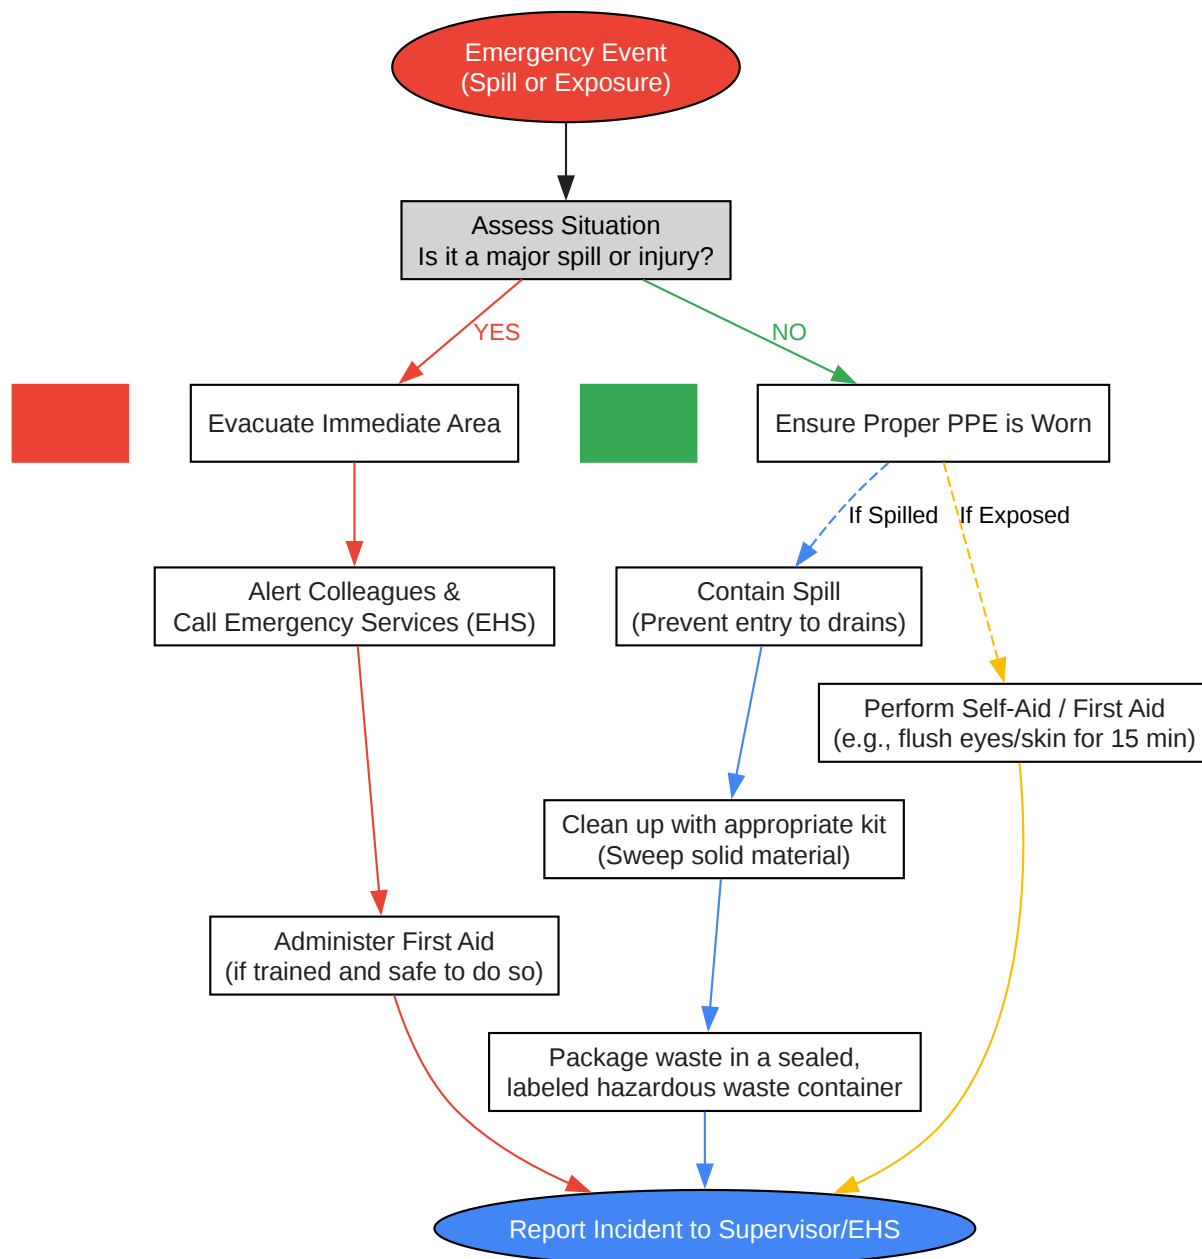 Emergency Event
(Spill or Exposure)
Assess Situation
Is it a major spill or injury?
YES
NO
Evacuate Immediate Area
Ensure Proper PPE is Worn
If Spilled
If Exposed
Alert Colleagues &
Call Emergency Services (EHS)
Contain Spill
(Prevent entry to drains)
Perform Self-Aid / First Aid
(e.g., flush eyes/skin for 15 min)
Clean up with appropriate kit
(Sweep solid material)
Administer First Aid
(if trained and safe to do so)
Package waste in a sealed,
labeled hazardous waste container
Report Incident to Supervisor/EHS